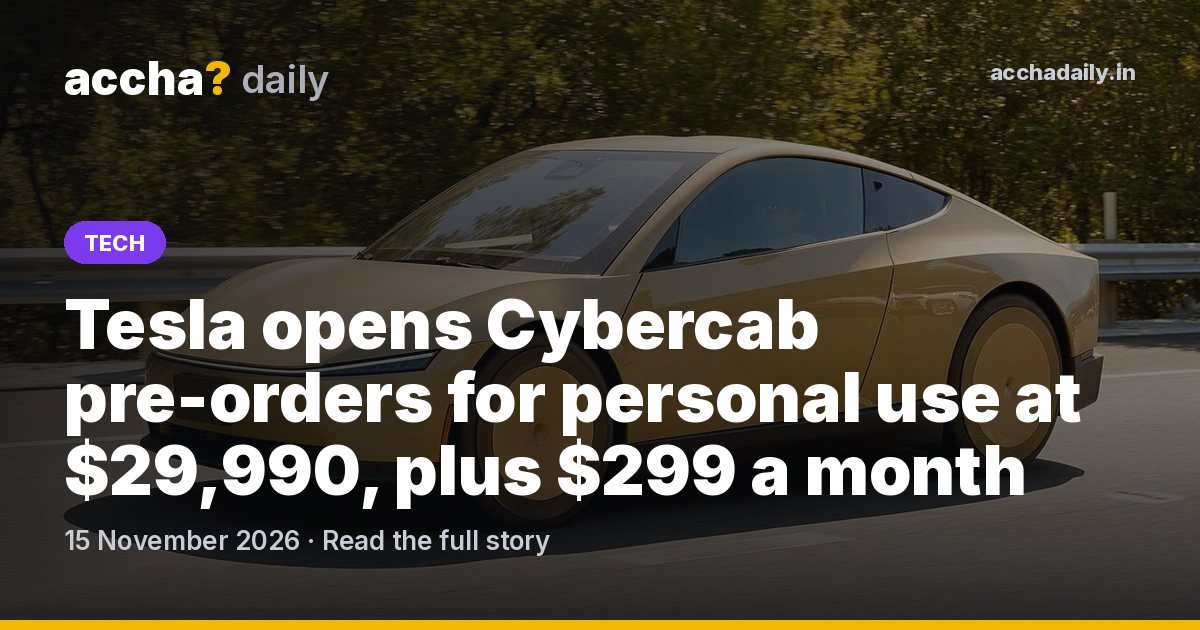 accha? daily
acchadaily.in
TECH
Tesla opens Cybercab
pre-orders for personal use at
$29,990, plus $299 a month
15 November 2026 · Read the full story